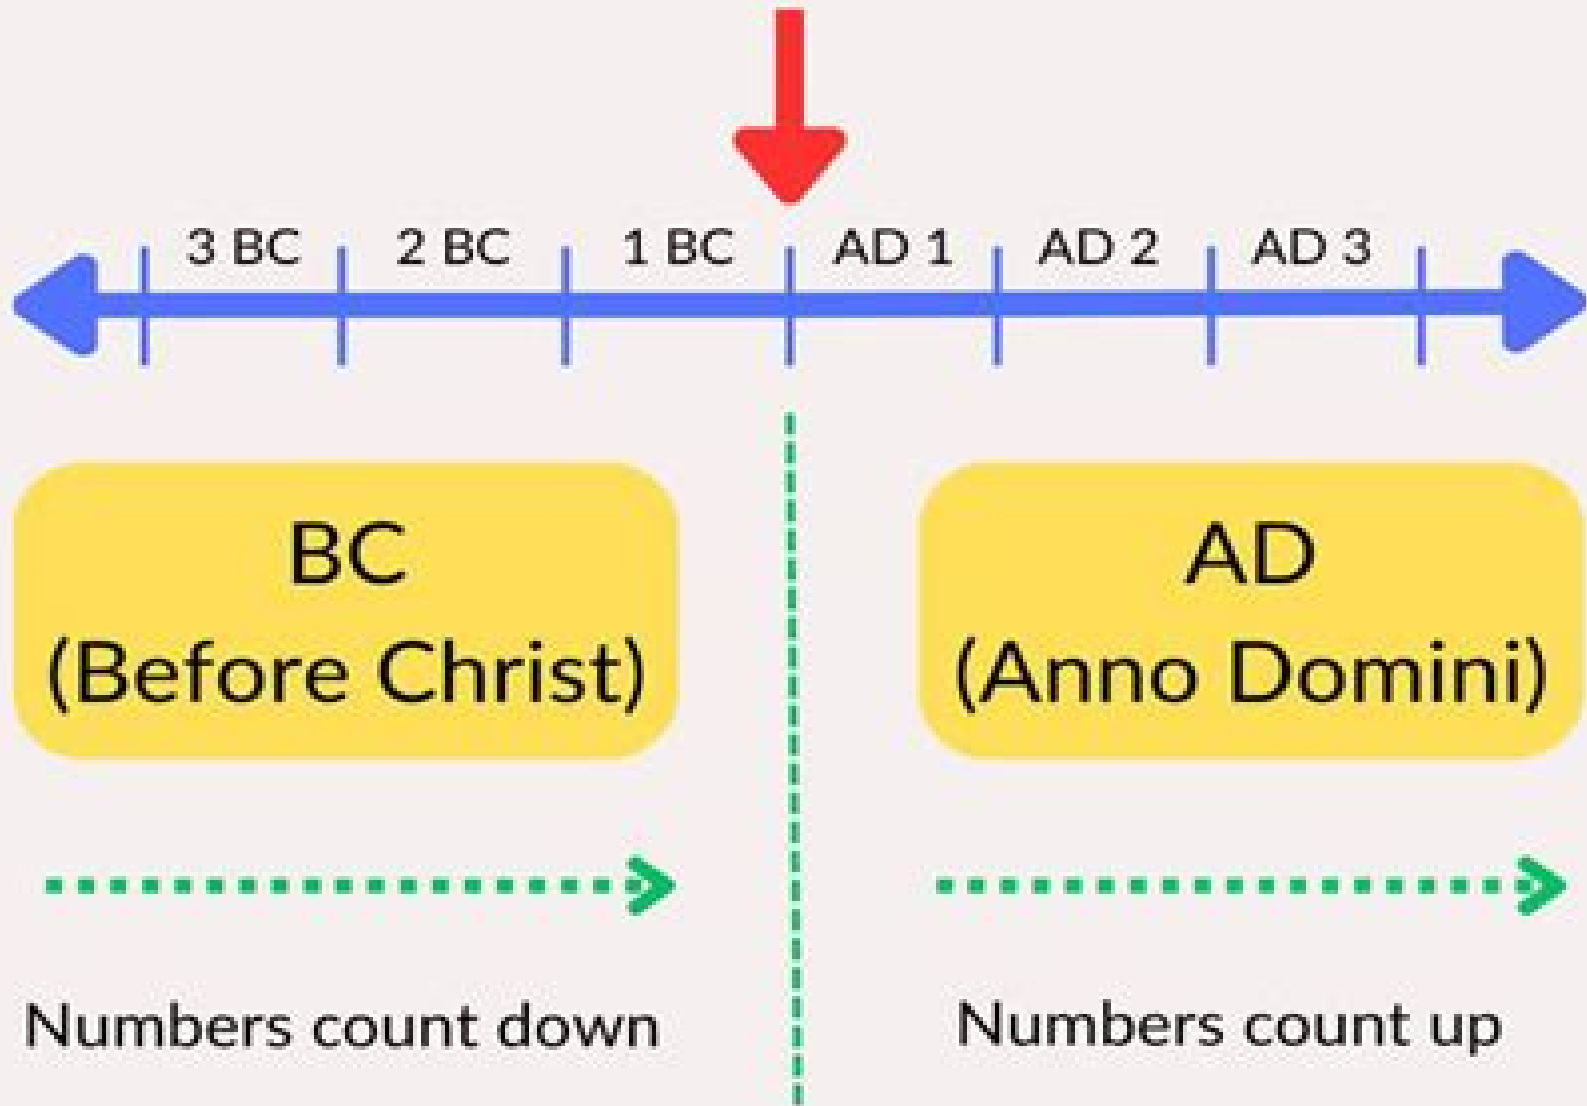 3 BC 2 BC 1 BC AD 1 AD 2 AD 3
BC
(Before Christ)
AD
(Anno Domini)
Numbers count down
Numbers count up